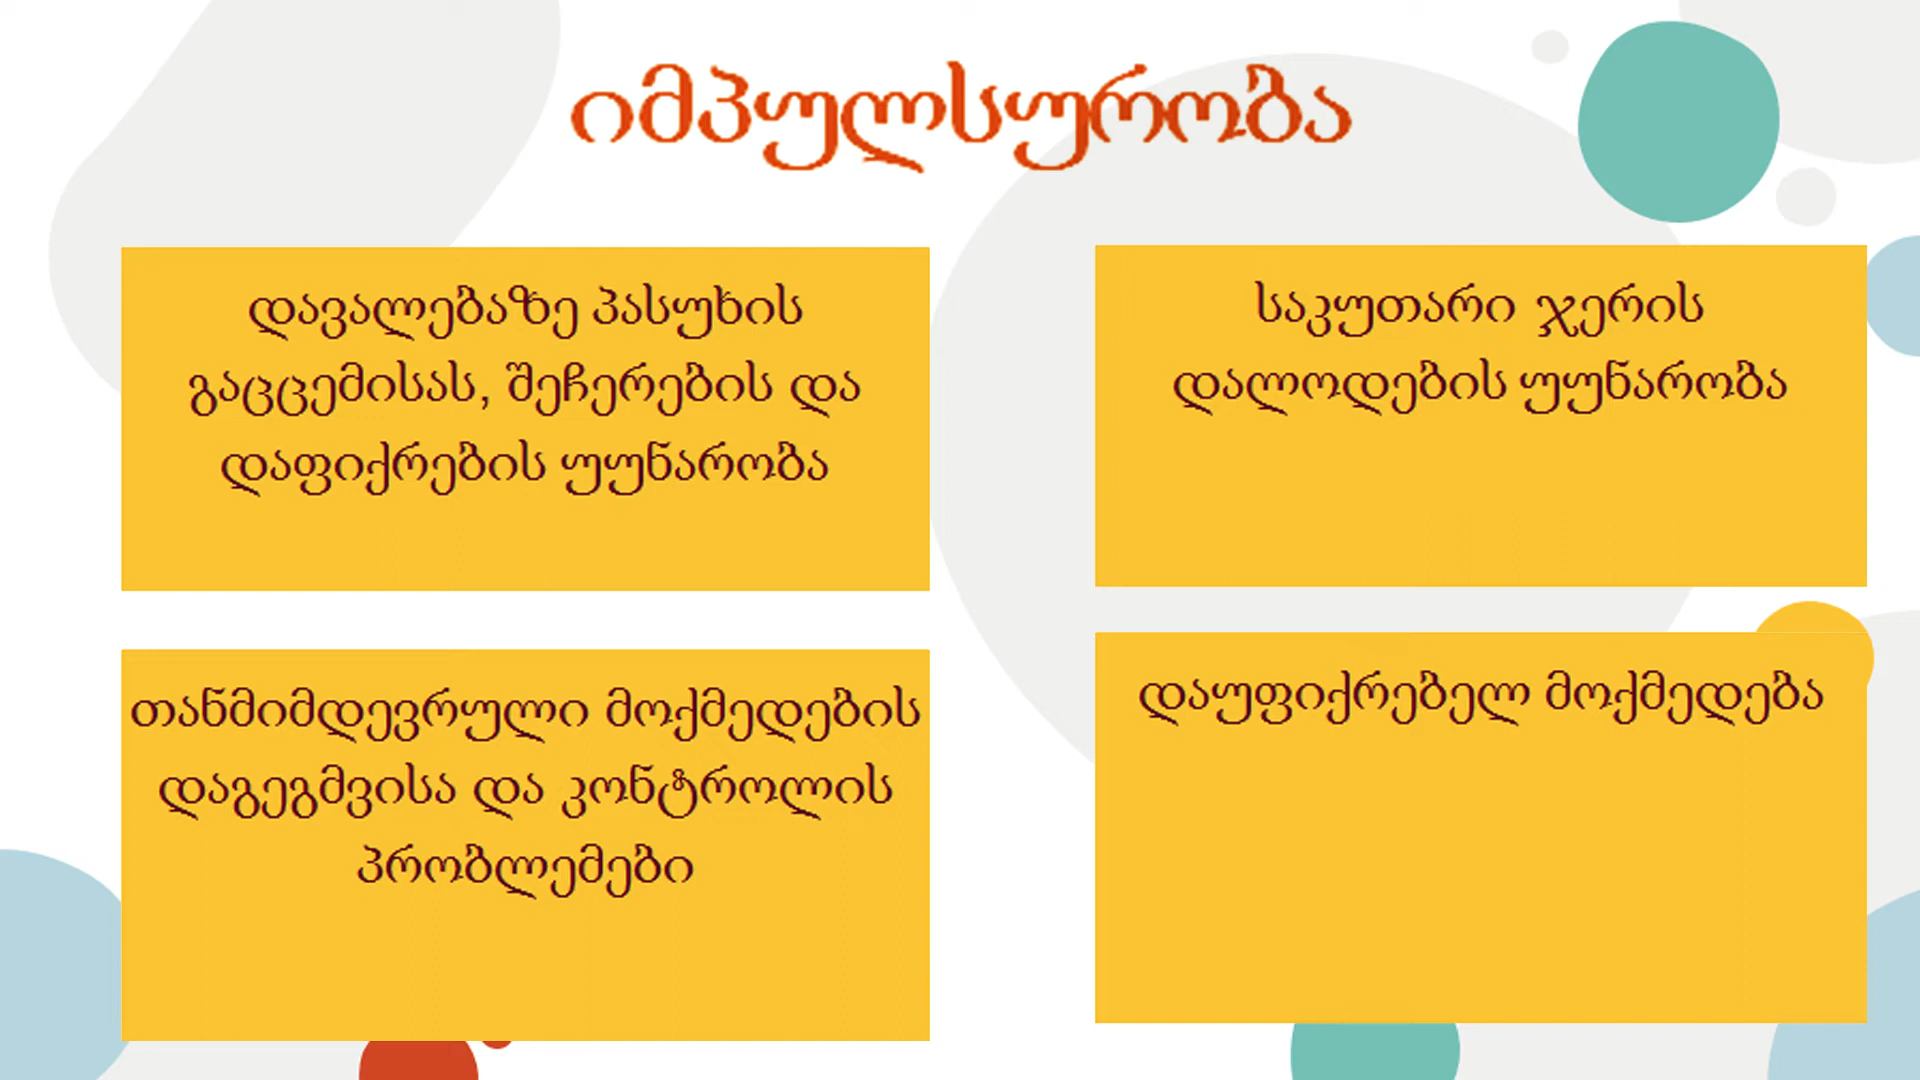 იმპულსურობა
დავალებაზე პასუხის
გაცცემისას, შეჩერების და
დაფიქრების უუნარობა
საკუთარი ჯერის
დალოდების უუნარობა
თანმიმდევრული მოქმედების
დაგეგმვისა და კონტროლის
პრობლემები
დაუფიქრებელ მოქმედება